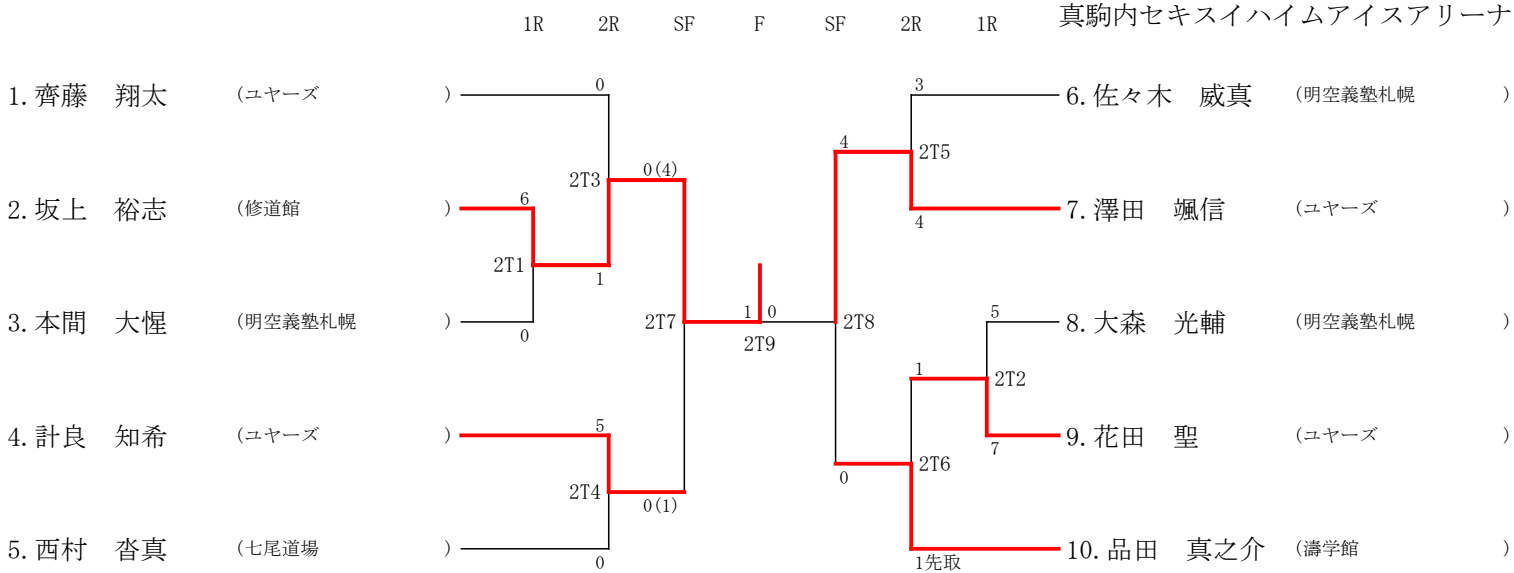 真駒内セキスイハイムアイスアリーナ
1R 2R SF F SF 2R 1R
0 3
1.齊藤　翔太 (ユヤーズ ) 6.佐々木　威真 (明空義塾札幌 )
4
2T5
0(4)
2T3
6
2.坂上　裕志 (修道館 ) 7.澤田　颯信 (ユヤーズ )
4
2T1
1
1 0 5
3.本間　大惺 (明空義塾札幌 ) 2T7 2T8 8.大森　光輔 (明空義塾札幌 )
0
2T9
1
2T2
5
4.計良　知希 (ユヤーズ ) 9.花田　聖 (ユヤーズ )
7
2T6
0
2T4
0(1)
5.西村　沓真 (七尾道場 ) 10.品田　真之介 (濤学館 )
0 1先取